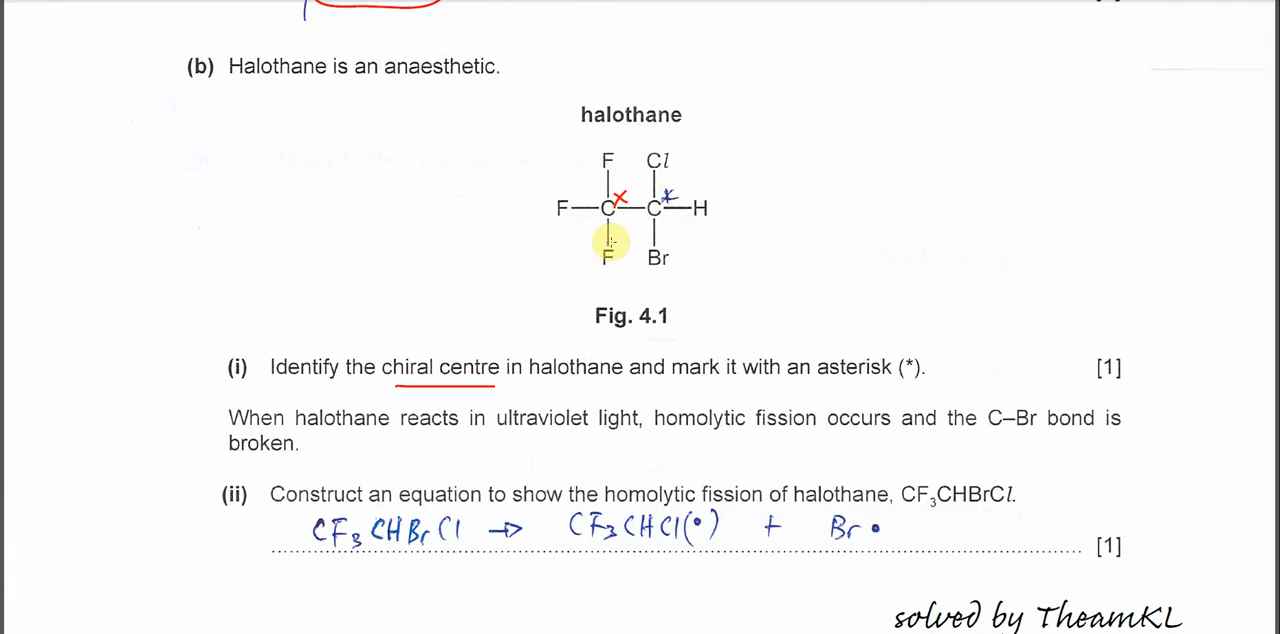 (b) Halothane is an anaesthetic.
halothane
F Cl
F—C—C*—H
F Br
Fig. 4.1
(i) Identify the chiral centre in halothane and mark it with an asterisk (*). [1]
When halothane reacts in ultraviolet light, homolytic fission occurs and the C–Br bond is
broken.
(ii) Construct an equation to show the homolytic fission of halothane, CF₃CHBrCl.
CF₃CHBrCl → CF₃CHCl(•) + Br•
[1]
solved by TheamKL